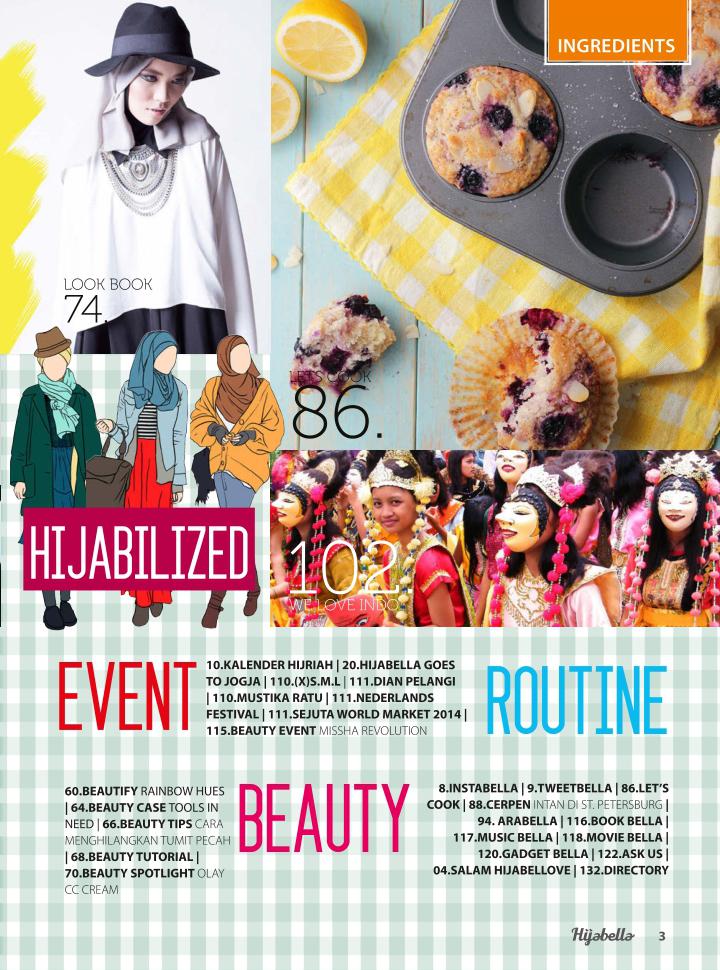 INGREDIENTS
LOOK BOOK
74.
LET'S COOK
86.
HIJABILIZED
102.
WE LOVE INDO
EVENT
10.KALENDER HIJRIAH | 20.HIJABELLA GOES
TO JOGJA | 110.(X)S.M.L | 111.DIAN PELANGI
| 110.MUSTIKA RATU | 111.NEDERLANDS
FESTIVAL | 111.SEJUTA WORLD MARKET 2014 |
115.BEAUTY EVENT MISSHA REVOLUTION
ROUTINE
60.BEAUTIFY RAINBOW HUES
| 64.BEAUTY CASE TOOLS IN
NEED | 66.BEAUTY TIPS CARA
MENGHILANGKAN TUMIT PECAH
| 68.BEAUTY TUTORIAL |
70.BEAUTY SPOTLIGHT OLAY
CC CREAM
BEAUTY
8.INSTABELLA | 9.TWEETBELLA | 86.LET'S
COOK | 88.CERPEN INTAN DI ST. PETERSBURG |
94. ARABELLA | 116.BOOK BELLA |
117.MUSIC BELLA | 118.MOVIE BELLA |
120.GADGET BELLA | 122.ASK US |
04.SALAM HIJABELLOVE | 132.DIRECTORY
Hijabella 3